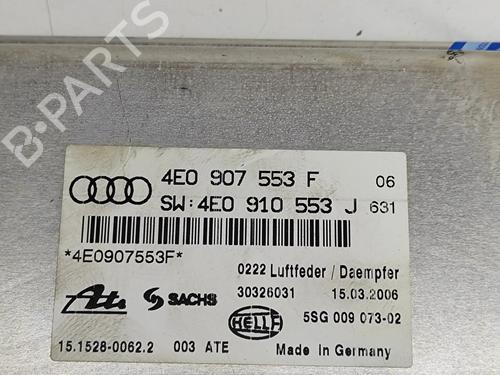 B-PARTS
4E0 907 553 F 06
SW:4E0 910 553 J 631
*4E0907553F*
0222 Luftfeder / Daempfer
Ate SACHS 30326031 15.03.2006
HELLA 5SG 009 073-02
15.1528-0062.2 003 ATE Made in Germany